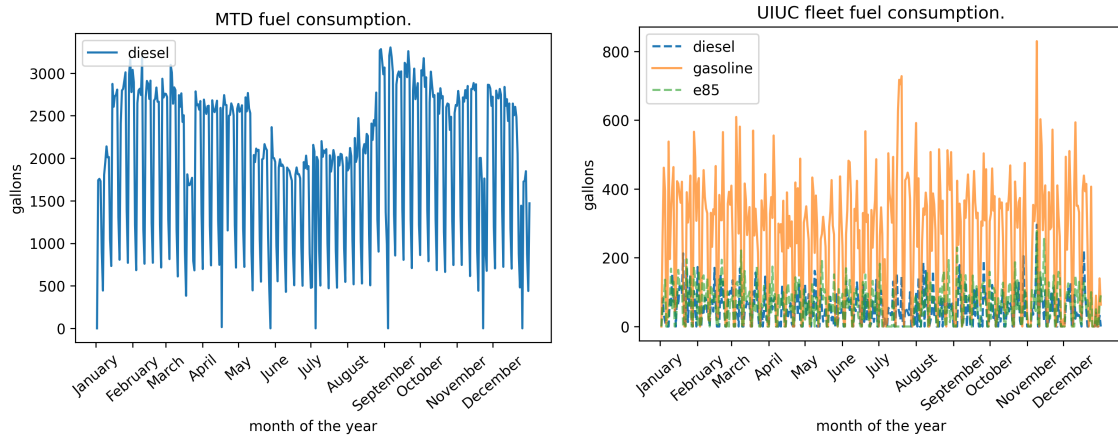 MTD fuel consumption.
diesel
gallons
3000
2500
2000
1500
1000
500
0
January
February
March
April
May
June
July
August
September
October
November
December
month of the year
UIUC fleet fuel consumption.
diesel
gasoline
e85
gallons
800
600
400
200
0
January
February
March
April
May
June
July
August
September
October
November
December
month of the year